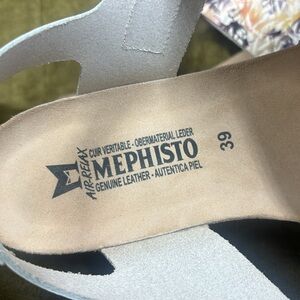 CUIR VERITABLE - OBERMATERIAL LEDER
AIR-RELAX
MEPHISTO
GENUINE LEATHER - AUTENTICA PIEL
39